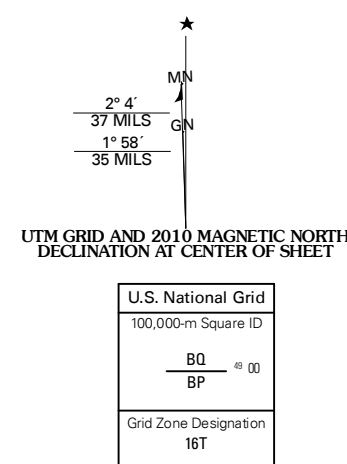 ★
MN
2° 4´
37 MILS
GN
1° 58´
35 MILS
UTM GRID AND 2010 MAGNETIC NORTH
DECLINATION AT CENTER OF SHEET
U.S. National Grid
100,000-m Square ID
BQ
49 00
BP
Grid Zone Designation
16T